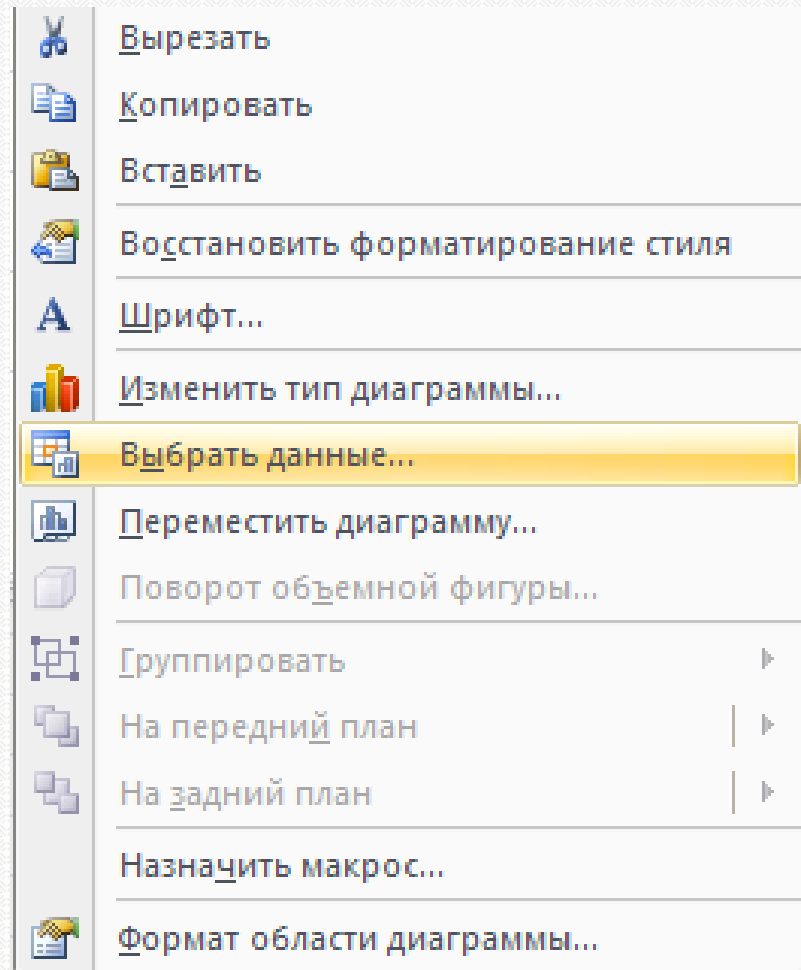 Вырезать
Копировать
Вставить
Восстановить форматирование стиля
Шрифт...
Изменить тип диаграммы...
Выбрать данные...
Переместить диаграмму...
Поворот объемной фигуры...
Группировать
На передний план
На задний план
Назначить макрос...
Формат области диаграммы...